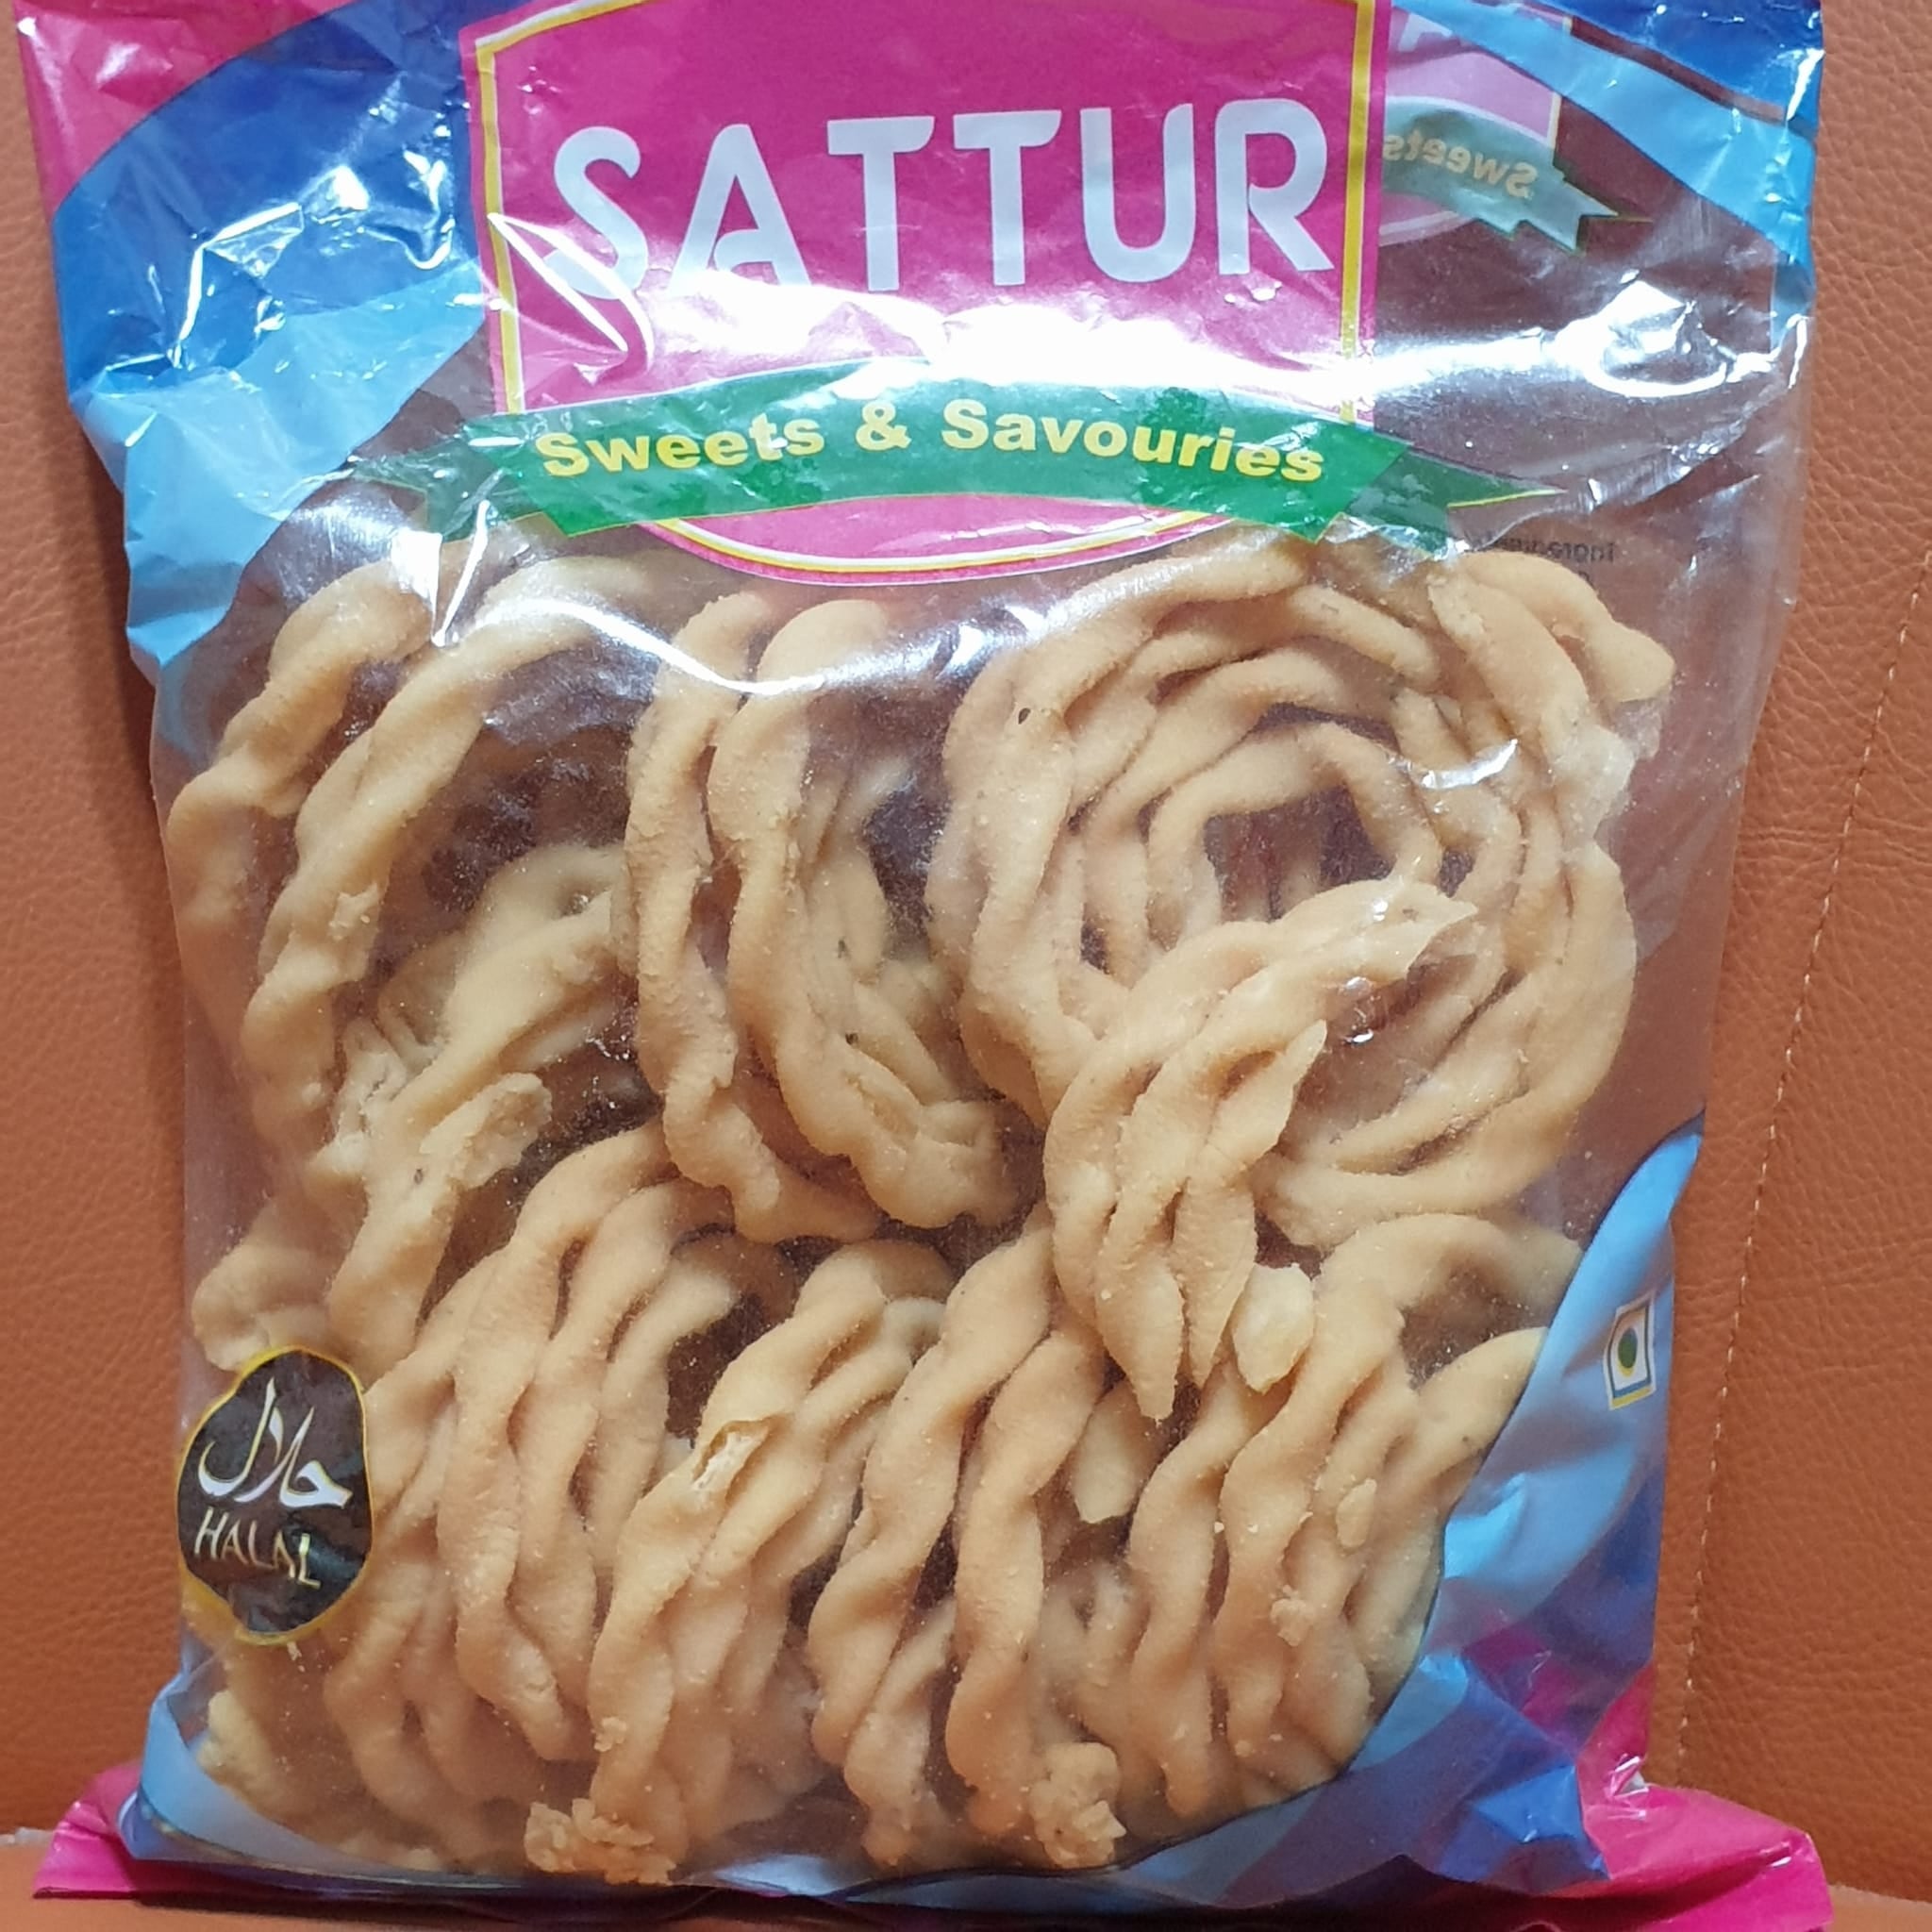 SATTUR
Sweets
Sweets & Savouries
حلال
HALAL